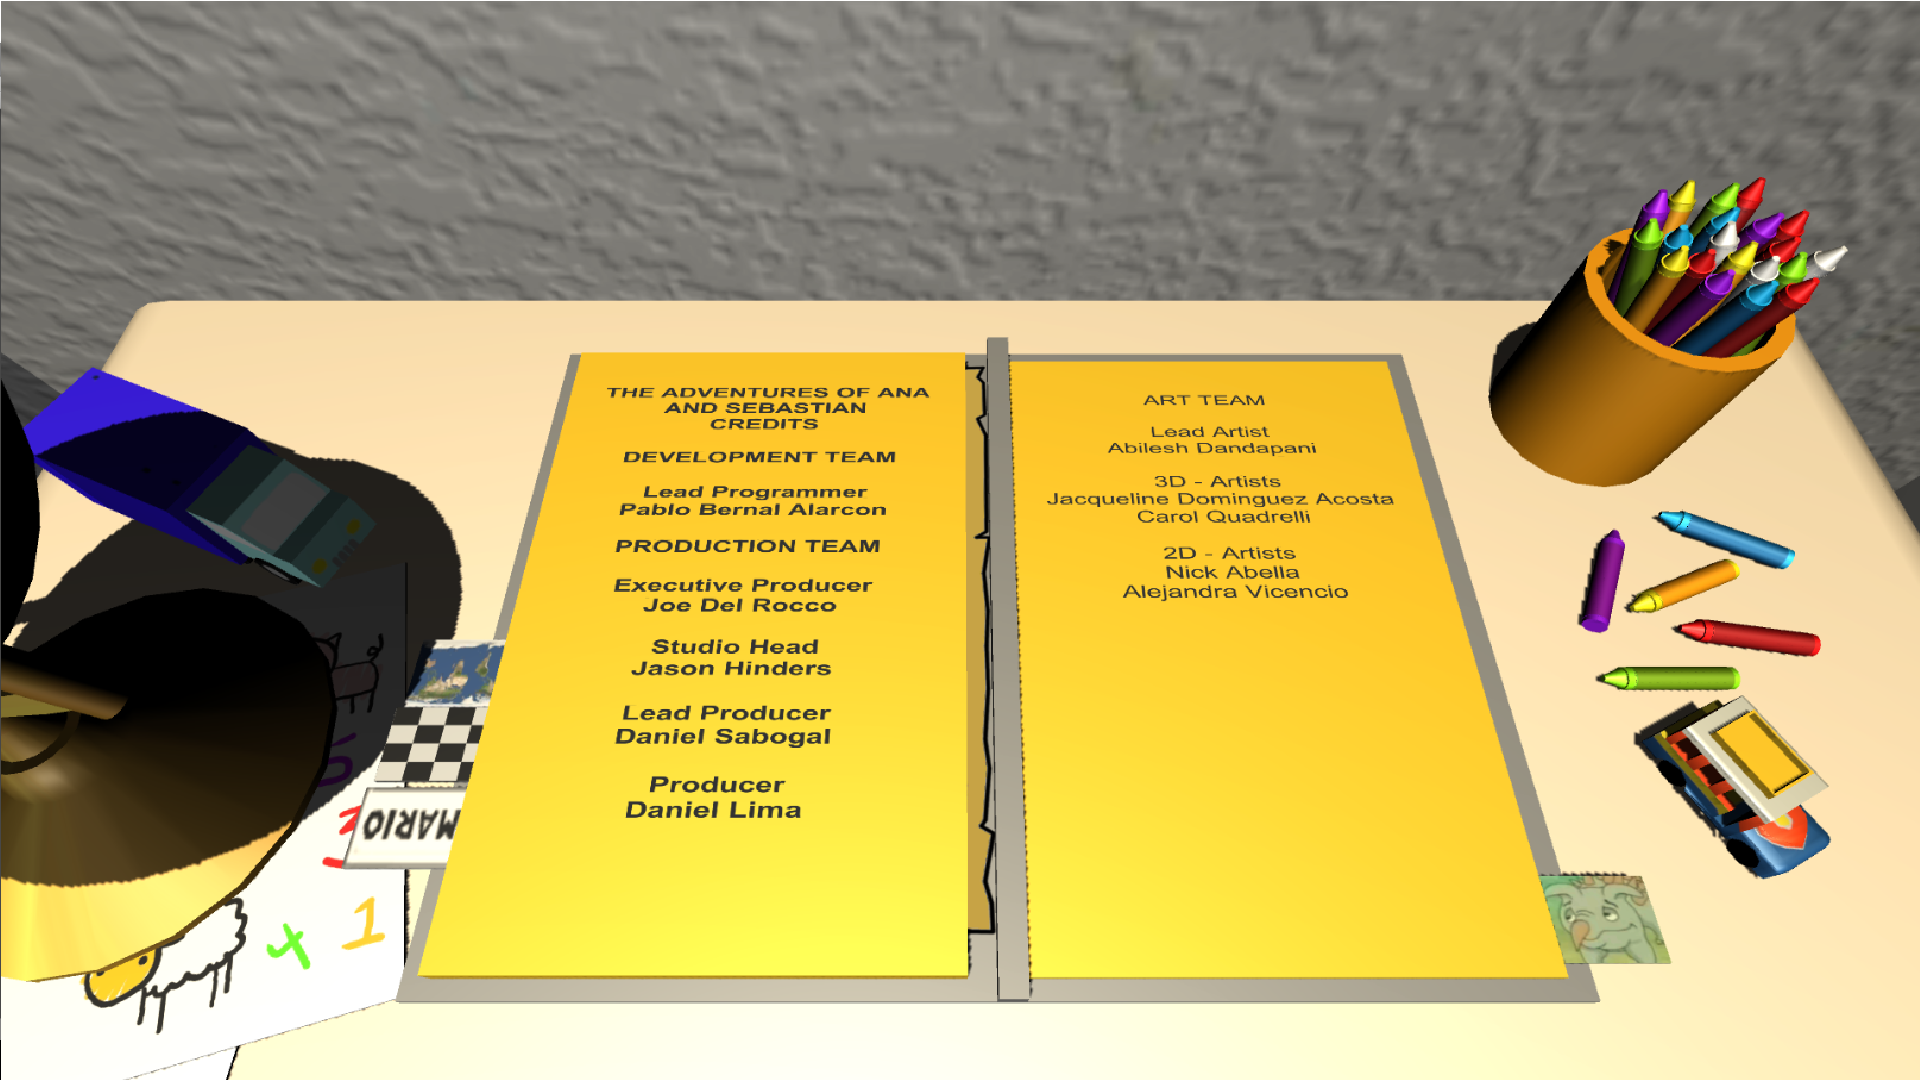 THE ADVENTURES OF ANA
AND SEBASTIAN
CREDITS
DEVELOPMENT TEAM
Lead Programmer
Pablo Bernal Alarcon
PRODUCTION TEAM
Executive Producer
Joe Del Rocco
Studio Head
Jason Hinders
Lead Producer
Daniel Sabogal
Producer
Daniel Lima
ART TEAM
Lead Artist
Abilesh Dandapani
3D - Artists
Jacqueline Dominguez Acosta
Carol Quadrelli
2D - Artists
Nick Abella
Alejandra Vicencio
MARIO
4 1